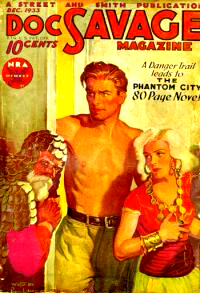 A STREET AND SMITH PUBLICATION
DEC. 1933
DOC SAVAGE
10 CENTS
MAGAZINE
NRA
MEMBER
A Danger trail
leads to
THE
PHANTOM CITY
80 Page Novel